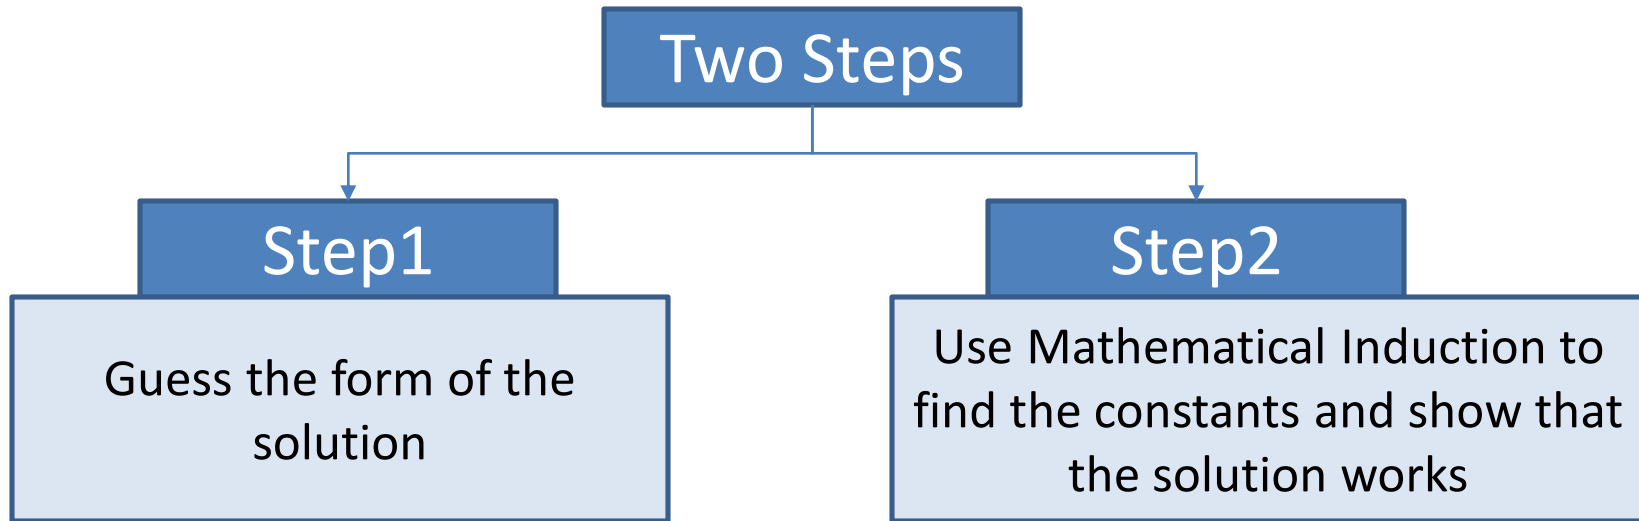 Two Steps
Step1
Guess the form of the
solution
Step2
Use Mathematical Induction to
find the constants and show that
the solution works